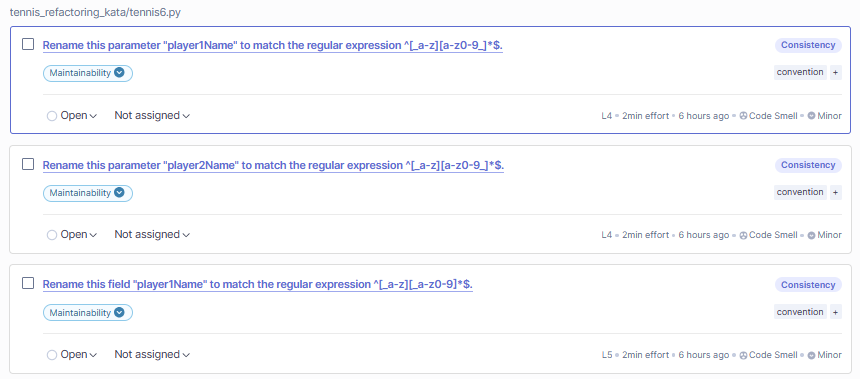 tennis_refactoring_kata/tennis6.py
Rename this parameter "player1Name" to match the regular expression ^[_a-z][a-z0-9_]*$. Consistency
Maintainability convention +
Open Not assigned L4 • 2min effort • 6 hours ago • Code Smell • Minor
Rename this parameter "player2Name" to match the regular expression ^[_a-z][a-z0-9_]*$. Consistency
Maintainability convention +
Open Not assigned L4 • 2min effort • 6 hours ago • Code Smell • Minor
Rename this field "player1Name" to match the regular expression ^[_a-z][_a-z0-9]*$. Consistency
Maintainability convention +
Open Not assigned L5 • 2min effort • 6 hours ago • Code Smell • Minor